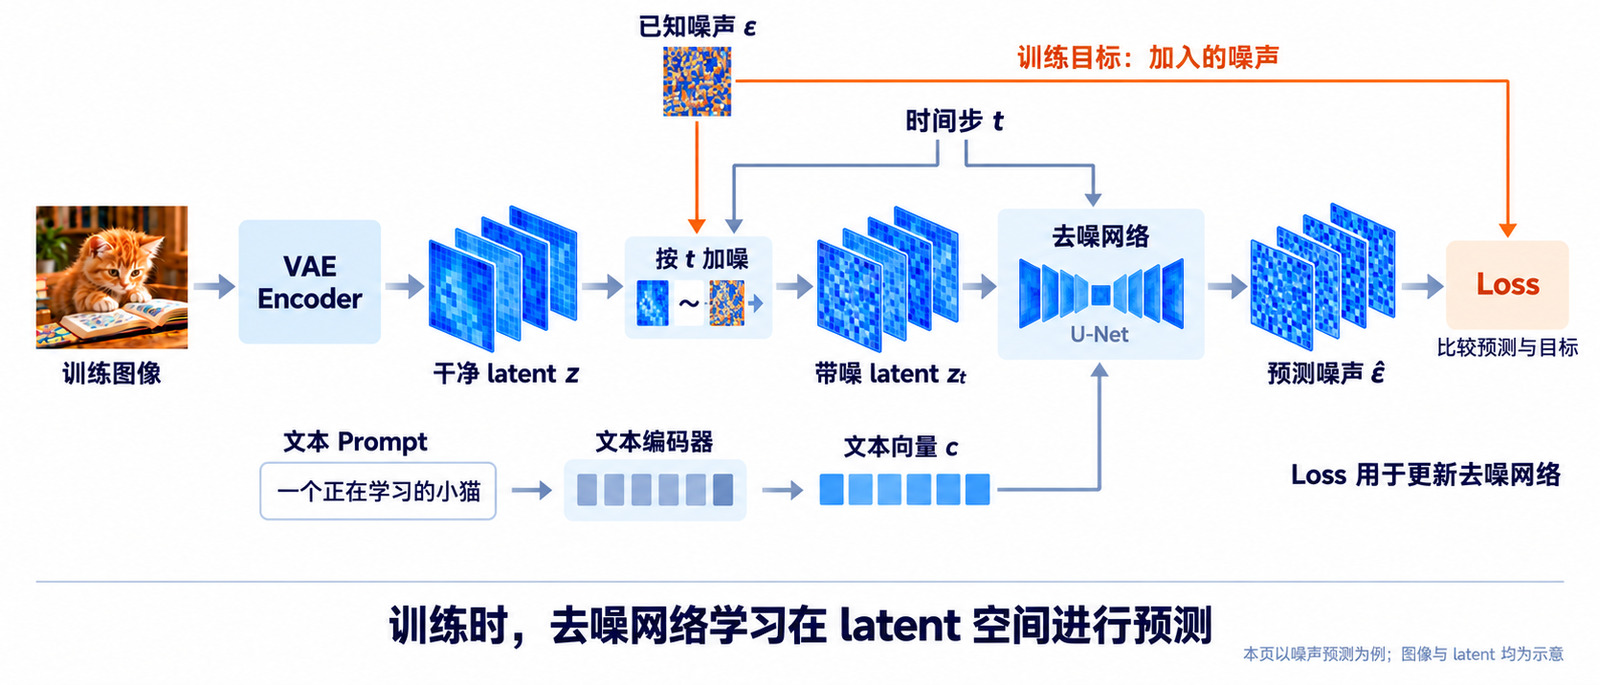 已知噪声 ε
训练目标：加入的噪声
时间步 t
VAE
Encoder
按 t 加噪
~
去噪网络
U-Net
Loss
比较预测与目标
训练图像
干净 latent z
带噪 latent zₜ
预测噪声 ε̂
文本 Prompt
文本编码器
文本向量 c
一个正在学习的小猫
Loss 用于更新去噪网络
训练时，去噪网络学习在 latent 空间进行预测
本页以噪声预测为例；图像与 latent 均为示意